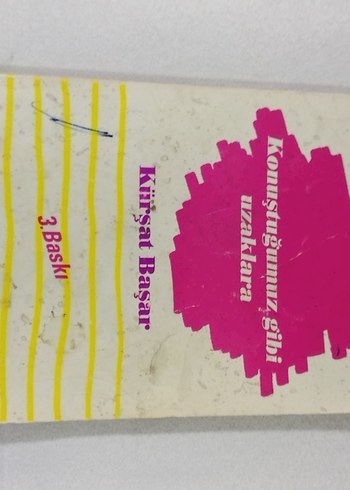 Konuştuğumuz gibi
uzaklara
Kürşat Başar
3.Baskı